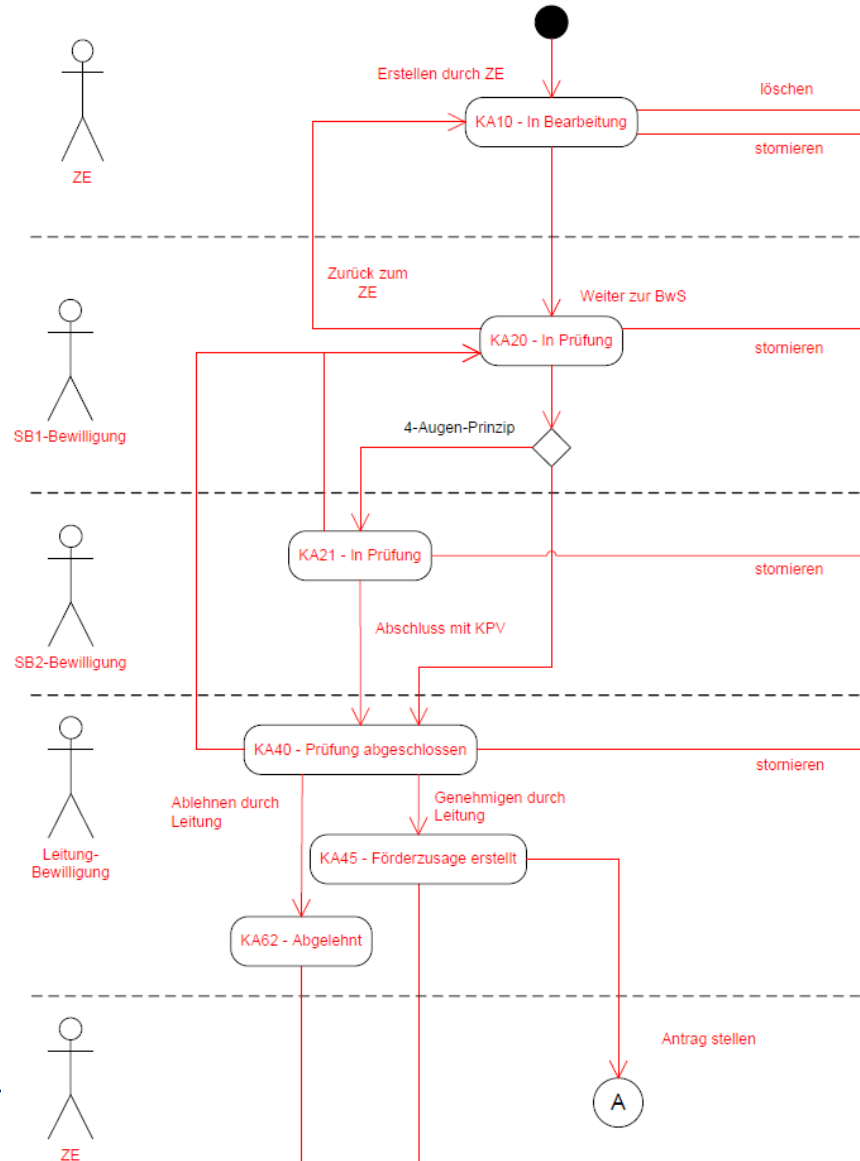 Erstellen durch ZE
löschen
KA10 - In Bearbeitung
stornieren
ZE
Zurück zum
ZE
Weiter zur BwS
KA20 - In Prüfung
stornieren
SB1-Bewilligung
4-Augen-Prinzip
KA21 - In Prüfung
stornieren
Abschluss mit KPV
SB2-Bewilligung
KA40 - Prüfung abgeschlossen
stornieren
Ablehnen durch
Leitung
Genehmigen durch
Leitung
Leitung-
Bewilligung
KA45 - Förderzusage erstellt
KA62 - Abgelehnt
Antrag stellen
A
ZE